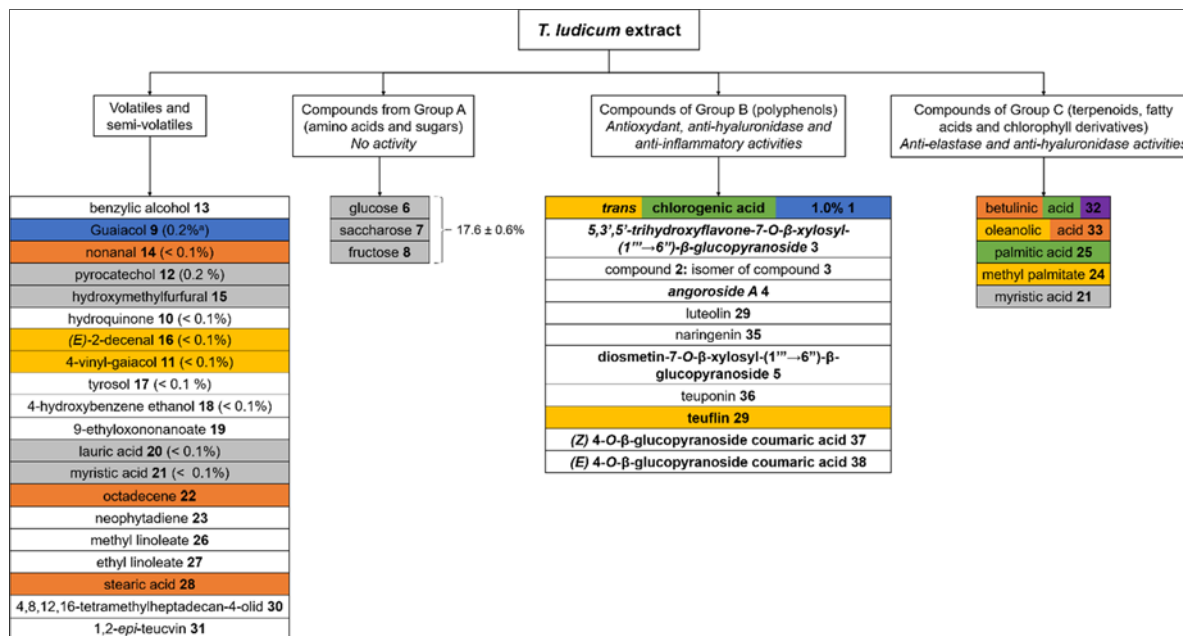 T. ludicum extract
Volatiles and
semi-volatiles
Compounds from Group A
(amino acids and sugars)
No activity
Compounds of Group B (polyphenols)
Antioxydant, anti-hyaluronidase and
anti-inflammatory activities
Compounds of Group C (terpenoids, fatty
acids and chlorophyll derivatives)
Anti-elastase and anti-hyaluronidase activities
benzylic alcohol 13
Guaiacol 9 (0.2%ᵃ)
nonanal 14 (< 0.1%)
pyrocatechol 12 (0.2 %)
hydroxymethylfurfural 15
hydroquinone 10 (< 0.1%)
(E)-2-decenal 16 (< 0.1%)
4-vinyl-gaiacol 11 (< 0.1%)
tyrosol 17 (< 0.1 %)
4-hydroxybenzene ethanol 18 (< 0.1%)
9-ethyloxononanoate 19
lauric acid 20 (< 0.1%)
myristic acid 21 (< 0.1%)
octadecene 22
neophytadiene 23
methyl linoleate 26
ethyl linoleate 27
stearic acid 28
4,8,12,16-tetramethylheptadecan-4-olid 30
1,2-epi-teucvin 31
glucose 6
saccharose 7
fructose 8
17.6 ± 0.6%
trans chlorogenic acid 1.0% 1
5,3',5'-trihydroxyflavone-7-O-β-xylosyl-
(1'''→6'')-β-glucopyranoside 3
compound 2: isomer of compound 3
angoroside A 4
luteolin 29
naringenin 35
diosmetin-7-O-β-xylosyl-(1'''→6'')-β-
glucopyranoside 5
teuponin 36
teuflin 29
(Z) 4-O-β-glucopyranoside coumaric acid 37
(E) 4-O-β-glucopyranoside coumaric acid 38
betulinic acid 32
oleanolic acid 33
palmitic acid 25
methyl palmitate 24
myristic acid 21